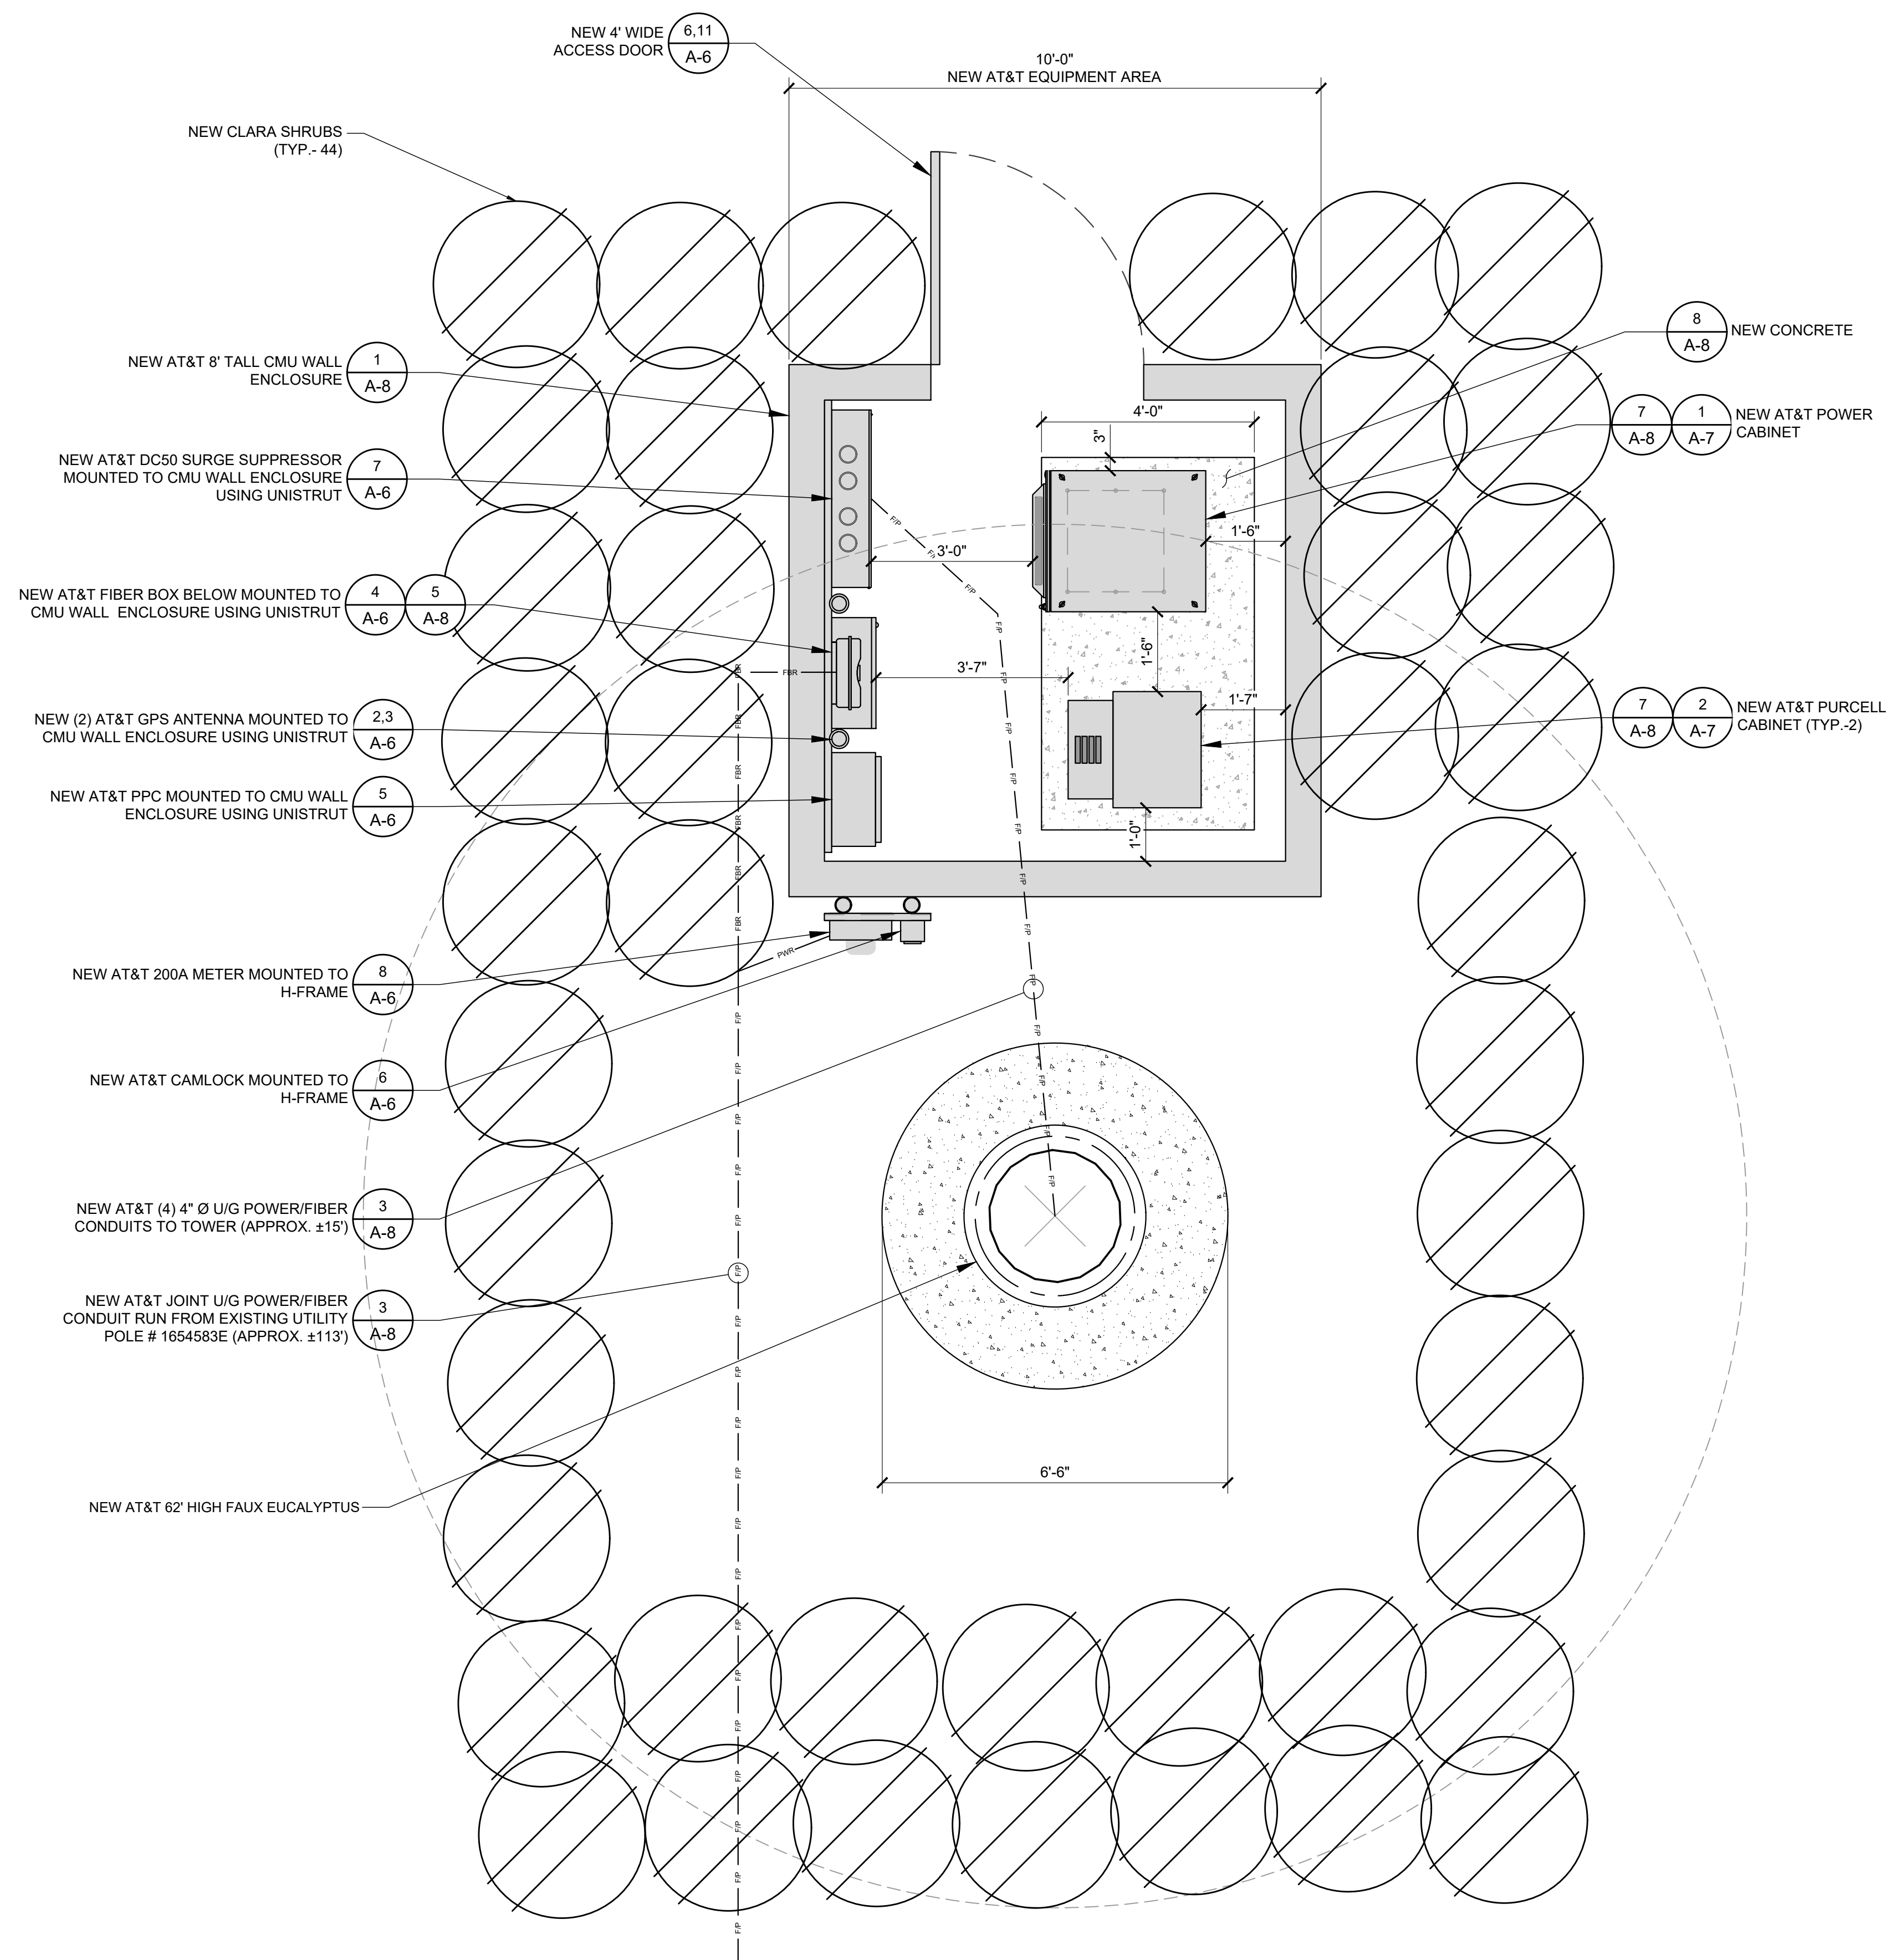 NEW 4' WIDE
ACCESS DOOR
6,11
A-6
10'-0"
NEW AT&T EQUIPMENT AREA
NEW CLARA SHRUBS
(TYP.- 44)
8
A-8
NEW CONCRETE
NEW AT&T 8' TALL CMU WALL
ENCLOSURE
1
A-8
4'-0"
3"
7
A-8
1
A-7
NEW AT&T POWER
CABINET
NEW AT&T DC50 SURGE SUPPRESSOR
MOUNTED TO CMU WALL ENCLOSURE
USING UNISTRUT
7
A-6
F/P
F/P
F/P
3'-0"
1'-6"
NEW AT&T FIBER BOX BELOW MOUNTED TO
CMU WALL  ENCLOSURE USING UNISTRUT
4
A-6
5
A-8
F/P
1'-6"
3'-7"
FBR
FBR
F/P
1'-7"
NEW (2) AT&T GPS ANTENNA MOUNTED TO
CMU WALL ENCLOSURE USING UNISTRUT
2,3
A-6
FBR
F/P
7
A-8
2
A-7
NEW AT&T PURCELL
CABINET (TYP.-2)
FBR
F/P
NEW AT&T PPC MOUNTED TO CMU WALL
ENCLOSURE USING UNISTRUT
5
A-6
FBR
F/P
1'-0"
FBR
F/P
FBR
F/P
PWR
NEW AT&T 200A METER MOUNTED TO
H-FRAME
8
A-6
F/P
F/P
F/P
NEW AT&T CAMLOCK MOUNTED TO
H-FRAME
6
A-6
F/P
F/P
F/P
F/P
F/P
F/P
NEW AT&T (4) 4" Ø U/G POWER/FIBER
CONDUITS TO TOWER (APPROX. ±15')
3
A-8
F/P
NEW AT&T JOINT U/G POWER/FIBER
CONDUIT RUN FROM EXISTING UTILITY
POLE # 1654583E (APPROX. ±113')
3
A-8
F/P
F/P
F/P
F/P
6'-6"
F/P
NEW AT&T 62' HIGH FAUX EUCALYPTUS
F/P
F/P
F/P
F/P
F/P
F/P
F/P
F/P
F/P